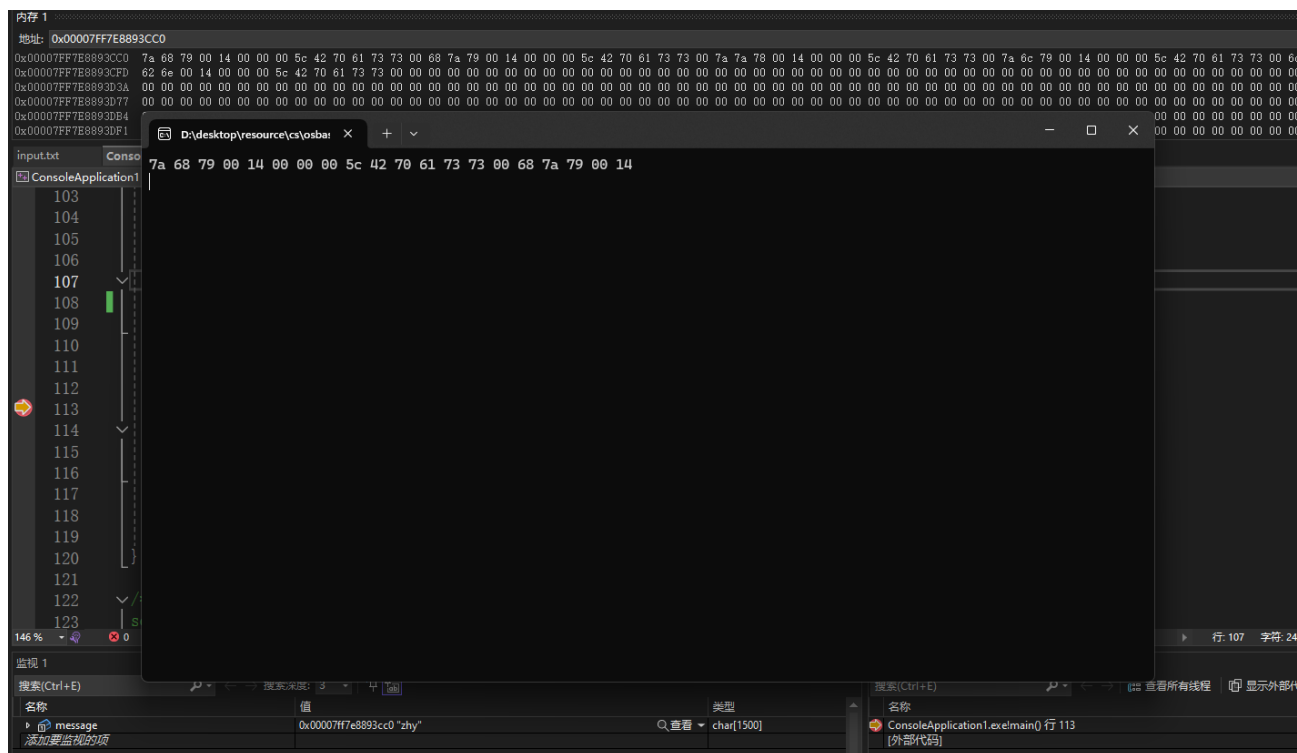 内存 1
地址: 0x00007FF7E8893CC0
0x00007FF7E8893CC0 7a 68 79 00 14 00 00 00 5c 42 70 61 73 73 00 68 7a 79 00 14 00 00 00 5c 42 70 61 73 73 00 7a 7a 78 00 14 00 00 00 5c 42 70 61 73 73 00 7a 6c 79 00 14 00 00 00 5c 42 70 61 73 73 00
0x00007FF7E8893CFD 62 6e 00 14 00 00 00 5c 42 70 61 73 73 00 00 00 00 00 00 00 00 00 00 00 00 00 00 00 00 00 00 00 00 00 00 00 00 00 00 00 00 00 00 00 00 00 00 00 00 00 00 00 00 00 00 00 00 00 00 00 00
0x00007FF7E8893D3A 00 00 00 00 00 00 00 00 00 00 00 00 00 00 00 00 00 00 00 00 00 00 00 00 00 00 00 00 00 00 00 00 00 00 00 00 00 00 00 00 00 00 00 00 00 00 00 00 00 00 00 00 00 00 00 00 00 00 00 00 00
0x00007FF7E8893D77 00 00 00 00 00 00 00 00 00 00 00 00 00 00 00 00 00 00 00 00 00 00 00 00 00 00 00 00 00 00 00 00 00 00 00 00 00 00 00 00 00 00 00 00 00 00 00 00 00 00 00 00 00 00 00 00 00 00 00 00 00
0x00007FF7E8893DB4 00 00 00 00 00 00 00 00
0x00007FF7E8893DF1 00 00 00 00 00 00 00 00
D:\desktop\resource\cs\osba
input.txt Conso
7a 68 79 00 14 00 00 00 5c 42 70 61 73 73 00 68 7a 79 00 14
ConsoleApplication1
103
104
105
106
107
108
109
110
111
112
113
114
115
116
117
118
119
120 }
121
122 /
123 s
146 % 0 行: 107 字符: 24
监视 1
搜索(Ctrl+E) 搜索深度: 3 搜索(Ctrl+E) 查看所有线程 显示外部代
名称 值 类型 名称
message 0x00007ff7e8893cc0 "zhy" 查看 char[1500] ConsoleApplication1.exe!main() 行 113
添加要监视的项 [外部代码]